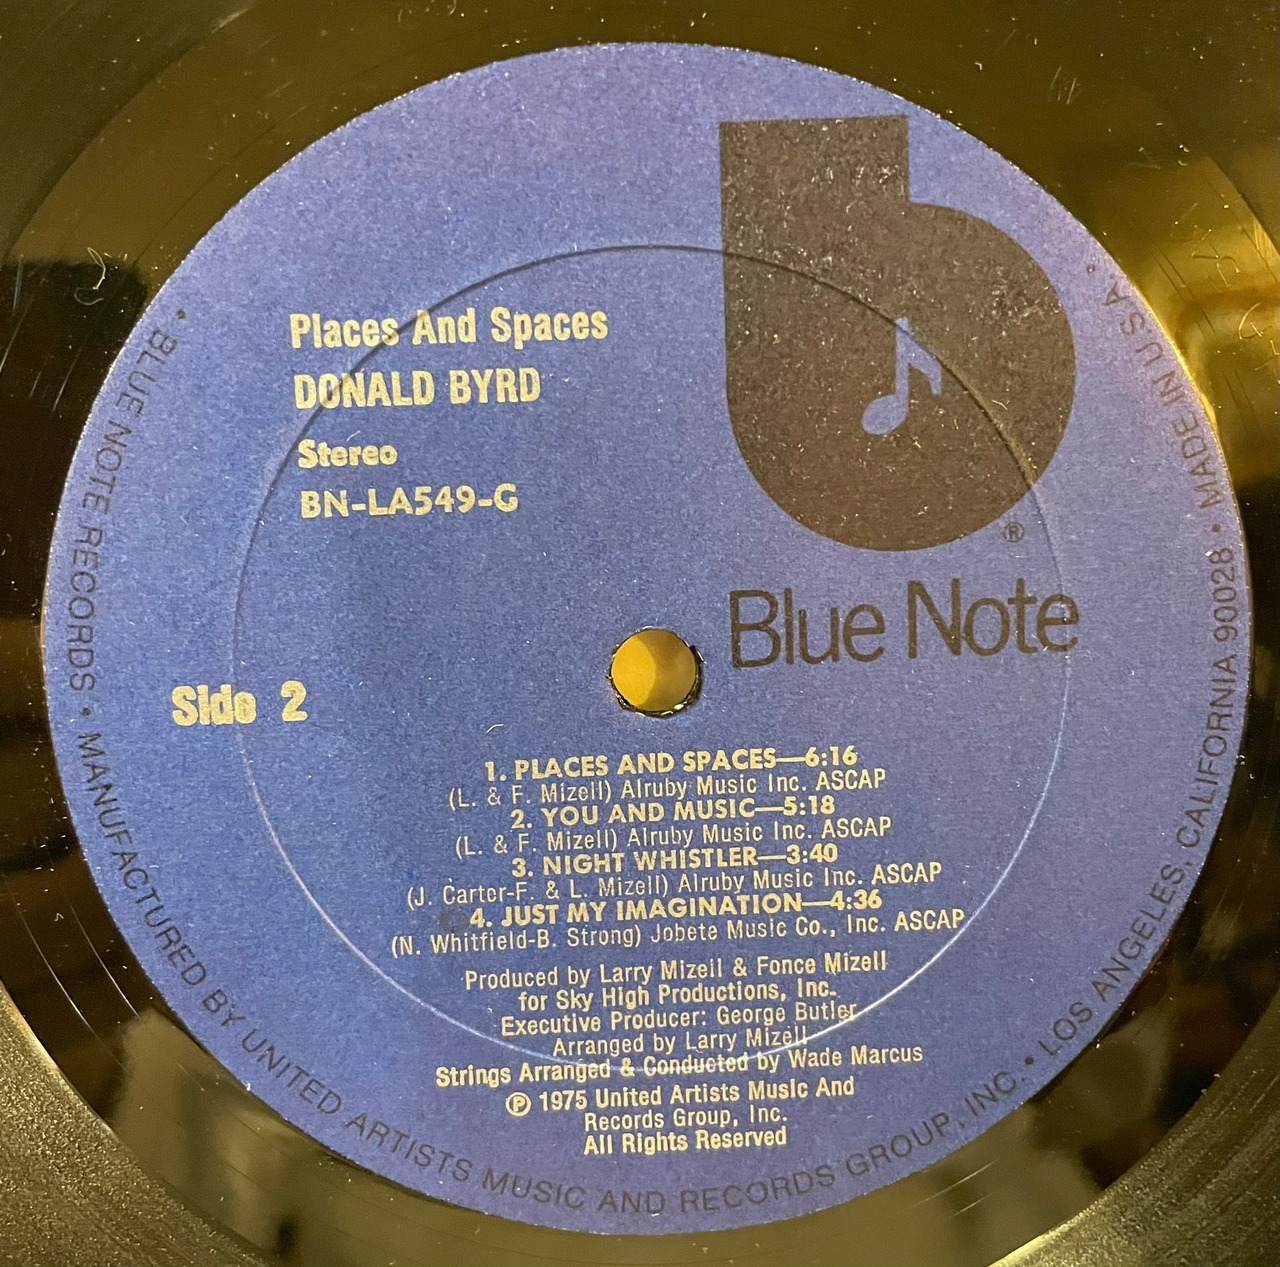 Places And Spaces
DONALD BYRD
Stereo
BN-LA549-G
®
Blue Note
Side 2
1. PLACES AND SPACES—6:16
(L. & F. Mizell) Alruby Music Inc. ASCAP
2. YOU AND MUSIC—5:18
(L. & F. Mizell) Alruby Music Inc. ASCAP
3. NIGHT WHISTLER—3:40
(J. Carter-F. & L. Mizell) Alruby Music Inc. ASCAP
4. JUST MY IMAGINATION—4:36
(N. Whitfield-B. Strong) Jobete Music Co., Inc. ASCAP
Produced by Larry Mizell & Fonce Mizell
for Sky High Productions, Inc.
Executive Producer: George Butler
Arranged by Larry Mizell
Strings Arranged & Conducted by Wade Marcus
℗ 1975 United Artists Music And
Records Group, Inc.
All Rights Reserved
• BLUE NOTE RECORDS • MANUFACTURED BY UNITED ARTISTS MUSIC AND RECORDS GROUP, INC. • LOS ANGELES, CALIFORNIA 90028 • MADE IN U.S.A. •